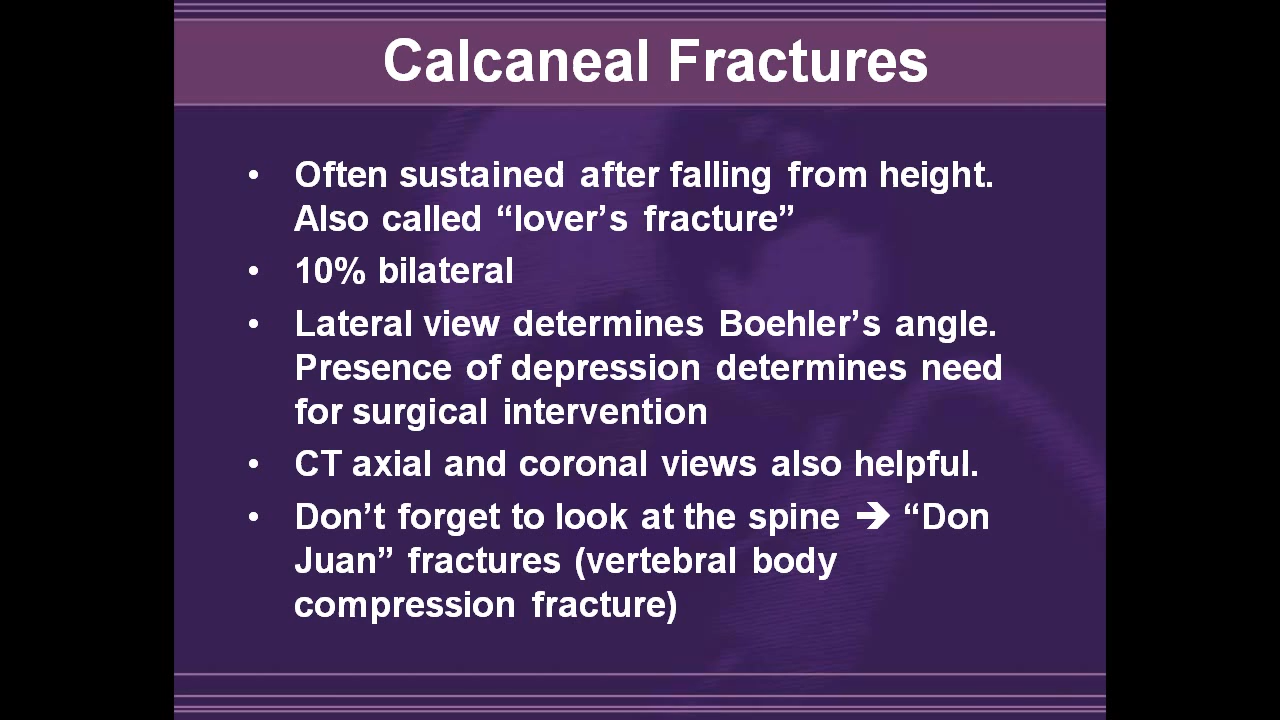 Calcaneal Fractures
• Often sustained after falling from height.
Also called “lover’s fracture”
• 10% bilateral
• Lateral view determines Boehler’s angle.
Presence of depression determines need
for surgical intervention
• CT axial and coronal views also helpful.
• Don’t forget to look at the spine ➔ “Don
Juan” fractures (vertebral body
compression fracture)